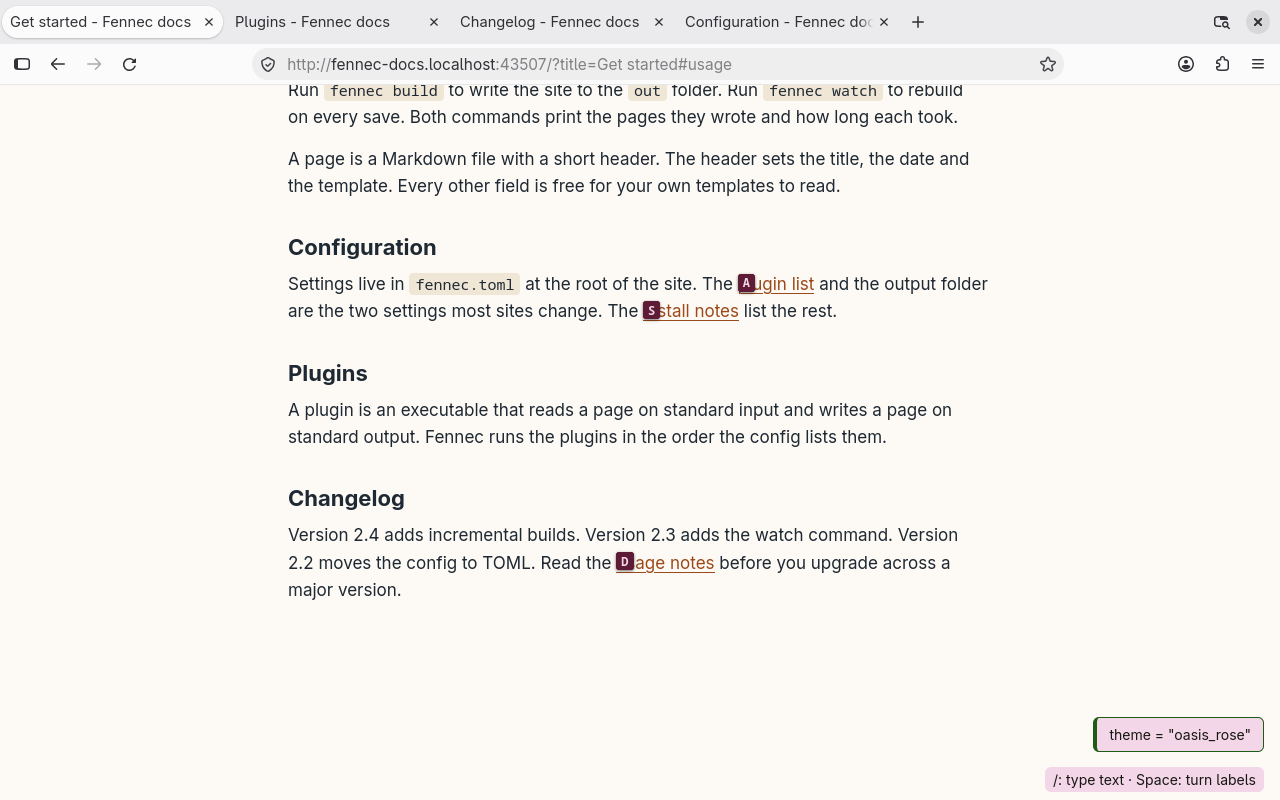 Get started - Fennec docs
Plugins - Fennec docs
Changelog - Fennec docs
Configuration - Fennec doc
http://fennec-docs.localhost:43507/?title=Get started#usage
Run fennec build to write the site to the out folder. Run fennec watch to rebuild
on every save. Both commands print the pages they wrote and how long each took.
A page is a Markdown file with a short header. The header sets the title, the date and
the template. Every other field is free for your own templates to read.
Configuration
Settings live in fennec.toml at the root of the site. The A ugin list and the output folder
are the two settings most sites change. The S stall notes list the rest.
Plugins
A plugin is an executable that reads a page on standard input and writes a page on
standard output. Fennec runs the plugins in the order the config lists them.
Changelog
Version 2.4 adds incremental builds. Version 2.3 adds the watch command. Version
2.2 moves the config to TOML. Read the D age notes before you upgrade across a
major version.
theme = "oasis_rose"
/: type text · Space: turn labels